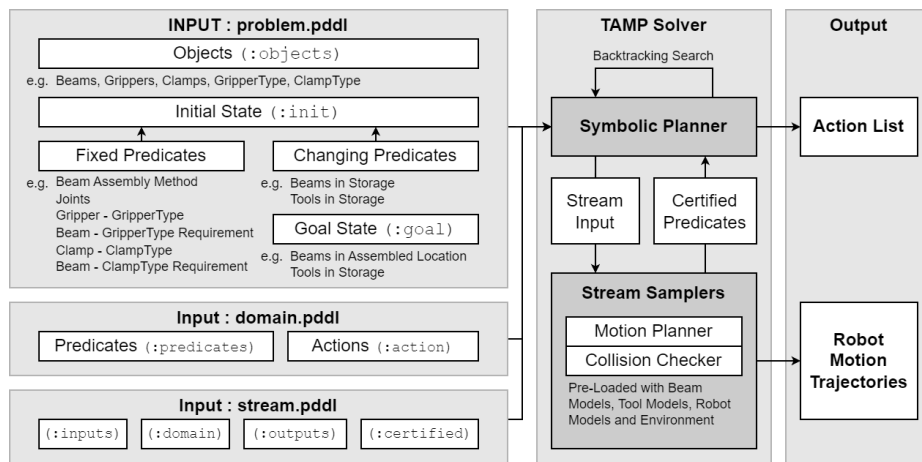 INPUT : problem.pddl
Objects (:objects)
e.g. Beams, Grippers, Clamps, GripperType, ClampType
Initial State (:init)
Fixed Predicates
e.g. Beam Assembly Method
Joints
Gripper - GripperType
Beam - GripperType Requirement
Clamp - ClampType
Beam - ClampType Requirement
Changing Predicates
e.g. Beams in Storage
Tools in Storage
Goal State (:goal)
e.g. Beams in Assembled Location
Tools in Storage
Input : domain.pddl
Predicates (:predicates)
Actions (:action)
Input : stream.pddl
(:inputs)
(:domain)
(:outputs)
(:certified)
TAMP Solver
Backtracking Search
Symbolic Planner
Stream
Input
Certified
Predicates
Stream Samplers
Motion Planner
Collision Checker
Pre-Loaded with Beam
Models, Tool Models, Robot
Models and Environment
Output
Action List
Robot
Motion
Trajectories